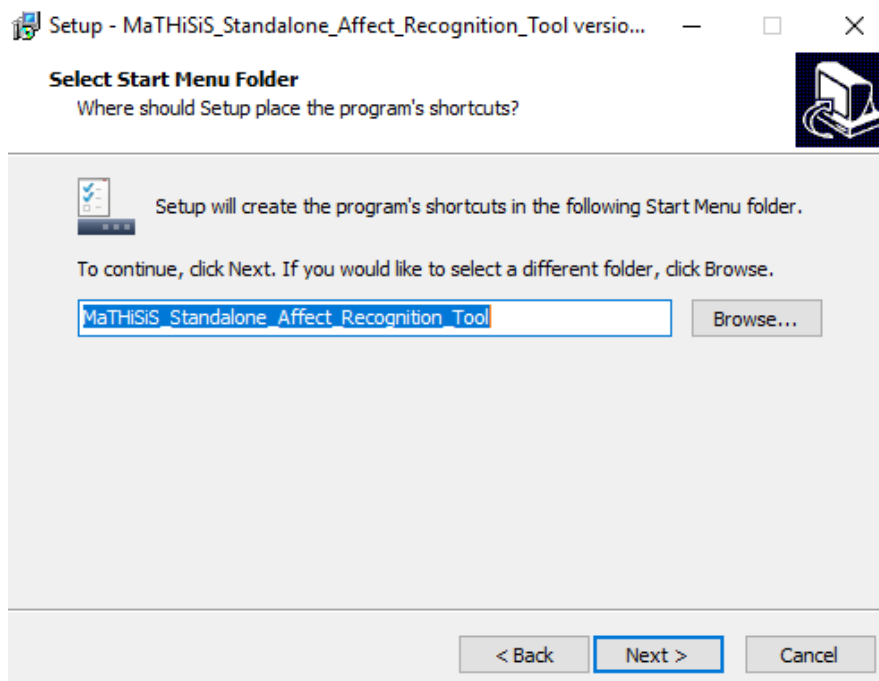 Setup - MaTHiSiS_Standalone_Affect_Recognition_Tool versio...
Select Start Menu Folder
Where should Setup place the program's shortcuts?
Setup will create the program's shortcuts in the following Start Menu folder.
To continue, click Next. If you would like to select a different folder, click Browse.
MaTHiSiS_Standalone_Affect_Recognition_Tool
Browse...
< Back
Next >
Cancel